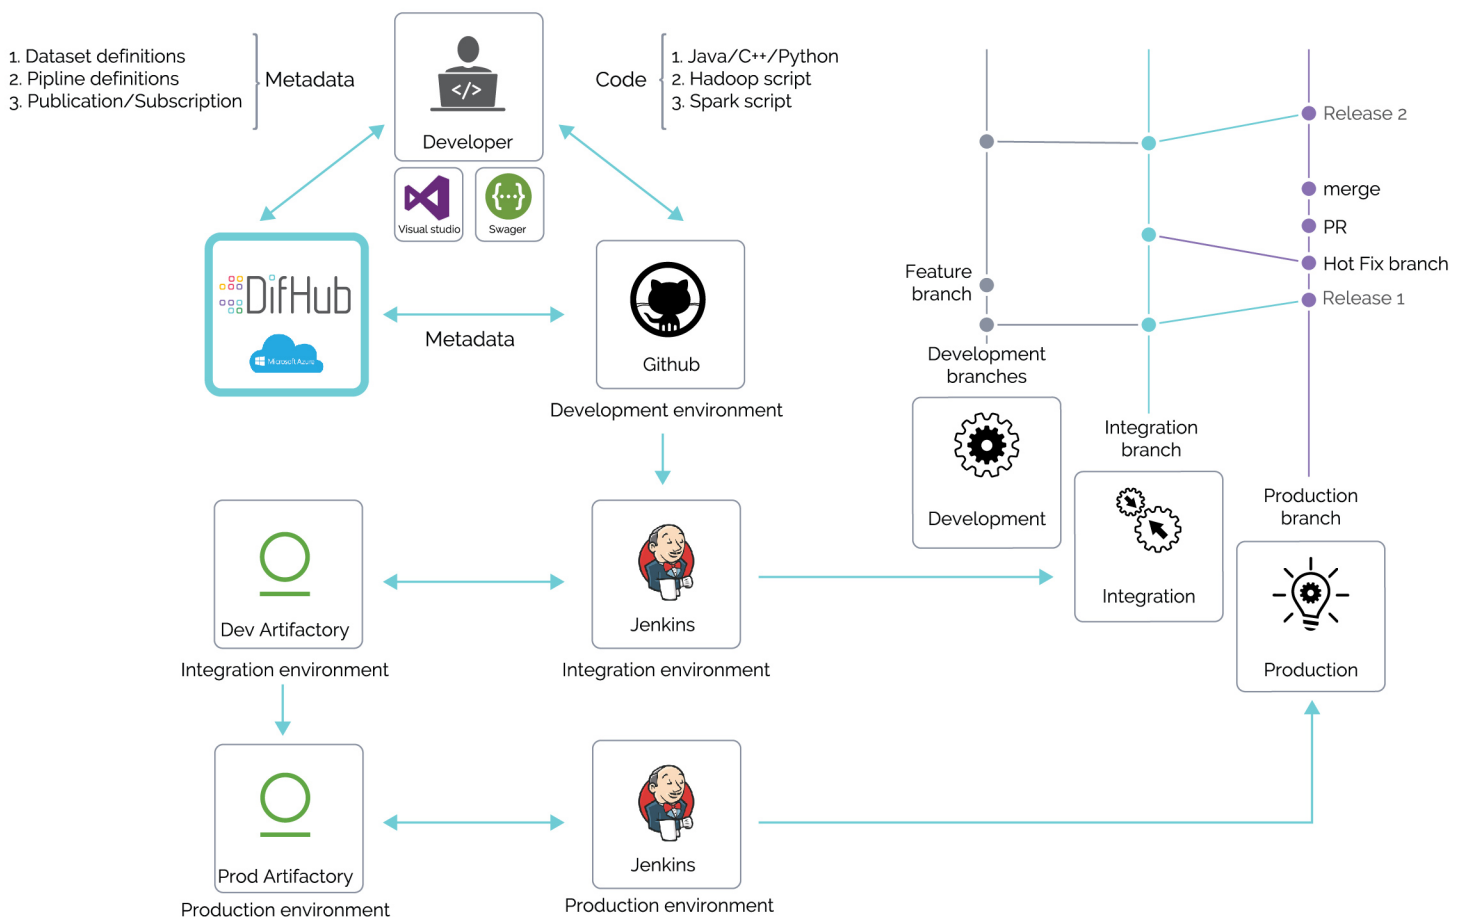 1. Dataset definitions
2. Pipline definitions
3. Publication/Subscription
Metadata
</>
Developer
Code
1. Java/C++/Python
2. Hadoop script
3. Spark script
Visual studio
{···}
Swager
DifHub
Microsoft Azure
Metadata
Github
Development environment
Dev Artifactory
Integration environment
Jenkins
Integration environment
Prod Artifactory
Production environment
Jenkins
Production environment
Release 2
merge
PR
Hot Fix branch
Release 1
Feature
branch
Development
branches
Development
Integration
branch
Integration
Production
branch
Production